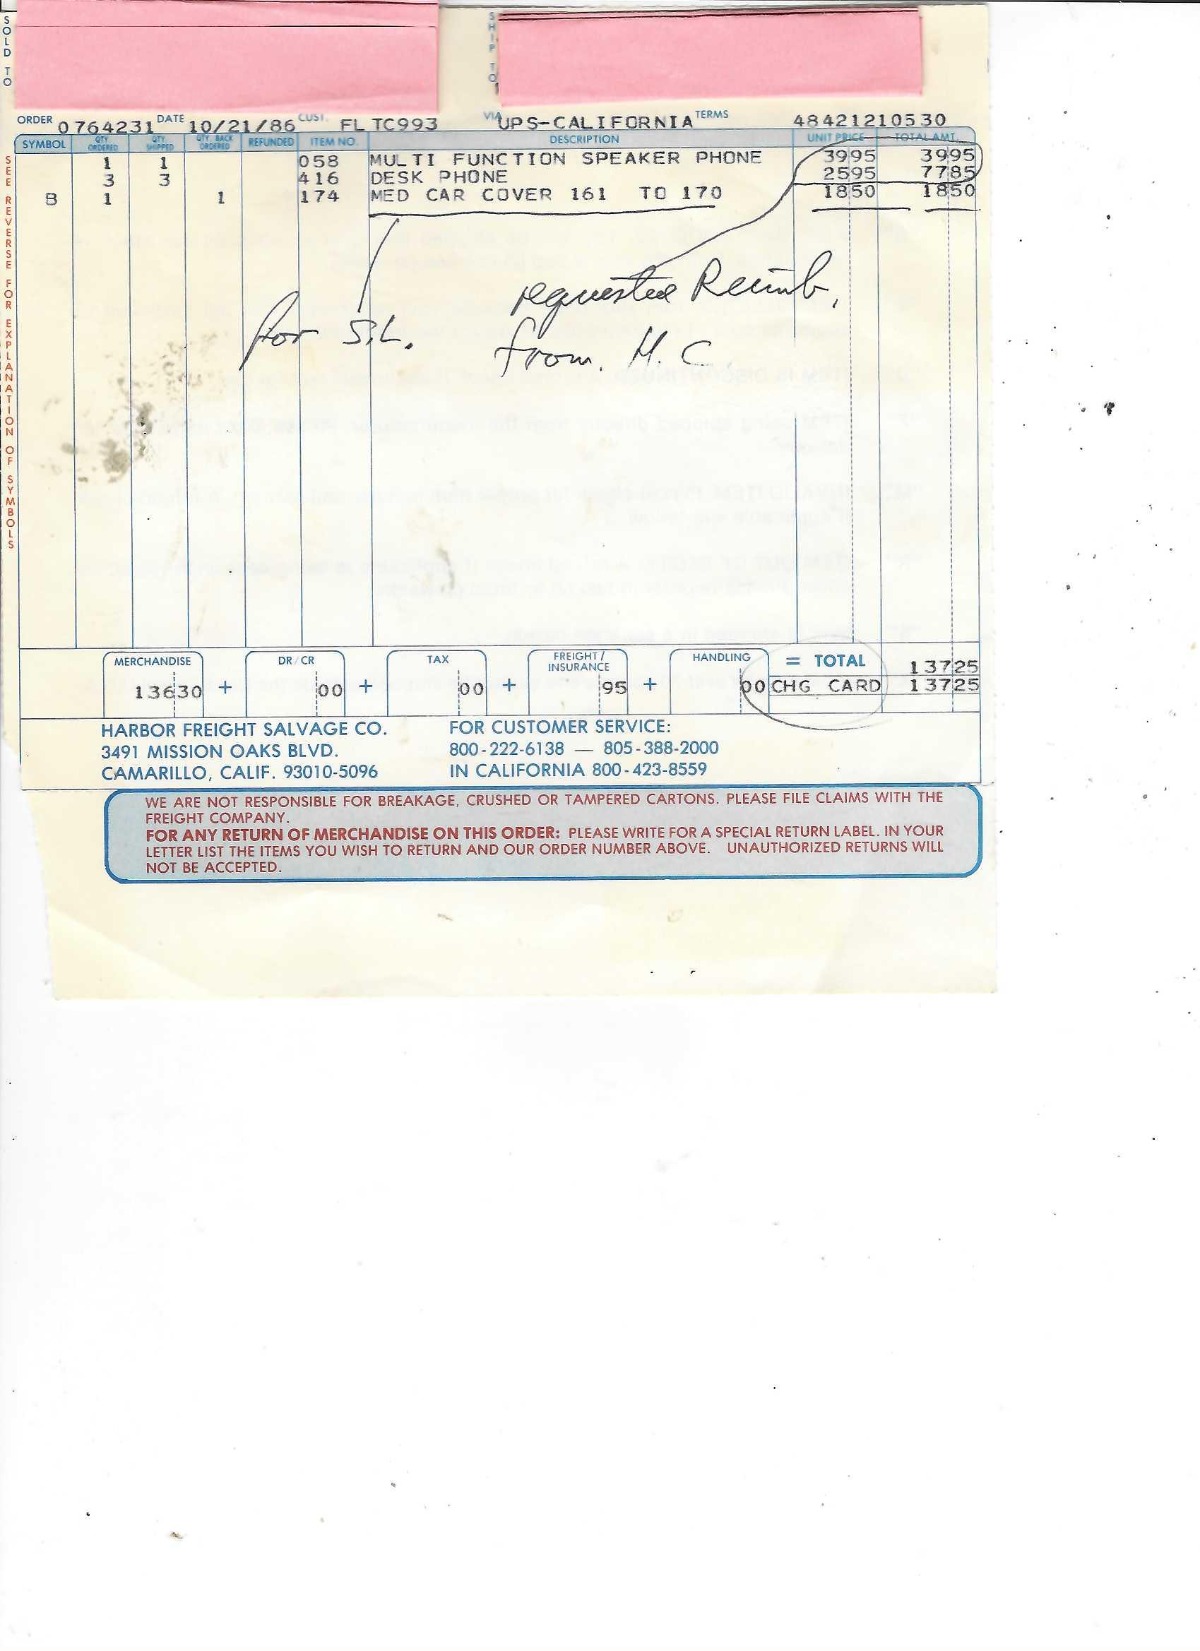 SOLD TO
SHIP TO
ORDER 0764231 DATE 10/21/86 CUST. FL TC993 VIA UPS-CALIFORNIA TERMS 48421210530
SYMBOL QTY ORDERED QTY SHIPPED QTY BACK ORDERED REFUNDED ITEM NO. DESCRIPTION UNIT PRICE TOTAL AMT.
1 1 058 MULTI FUNCTION SPEAKER PHONE 3995 3995
3 3 416 DESK PHONE 2595 7785
B 1 1 174 MED CAR COVER 161 TO 170 1850 1850
SEE REVERSE FOR EXPLANATION OF SYMBOLS
requested Reimb.
for S.L. from M.C
MERCHANDISE DR/CR TAX FREIGHT/INSURANCE HANDLING = TOTAL 13725
13630 + 00 + 00 + 95 + 00 CHG CARD 13725
HARBOR FREIGHT SALVAGE CO. FOR CUSTOMER SERVICE:
3491 MISSION OAKS BLVD. 800-222-6138 — 805-388-2000
CAMARILLO, CALIF. 93010-5096 IN CALIFORNIA 800-423-8559
WE ARE NOT RESPONSIBLE FOR BREAKAGE, CRUSHED OR TAMPERED CARTONS. PLEASE FILE CLAIMS WITH THE
FREIGHT COMPANY.
FOR ANY RETURN OF MERCHANDISE ON THIS ORDER: PLEASE WRITE FOR A SPECIAL RETURN LABEL. IN YOUR
LETTER LIST THE ITEMS YOU WISH TO RETURN AND OUR ORDER NUMBER ABOVE. UNAUTHORIZED RETURNS WILL
NOT BE ACCEPTED.